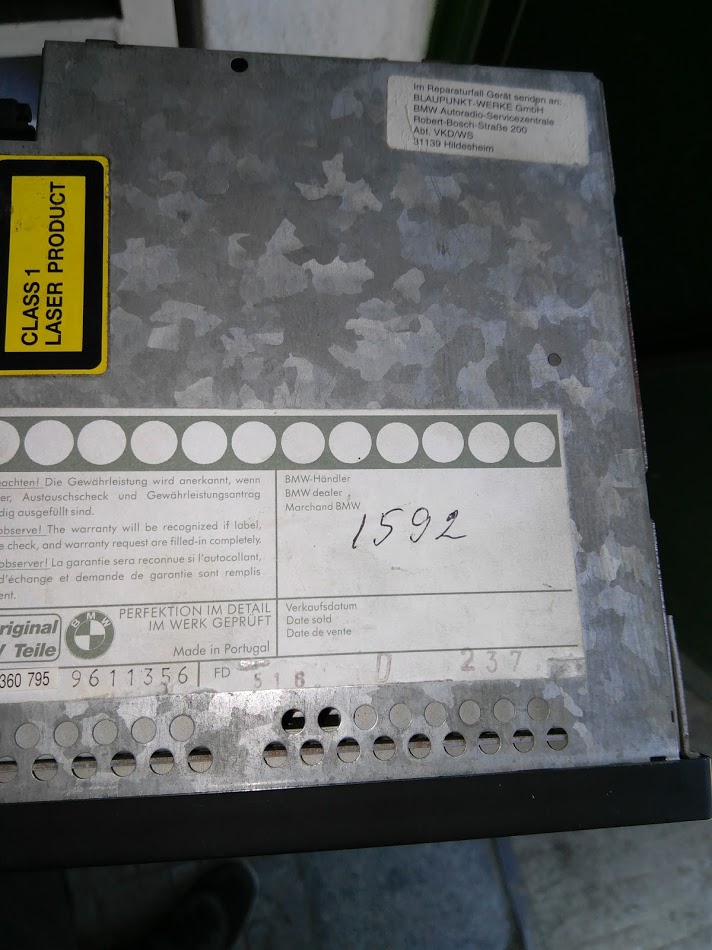 Im Reparaturfall Gerät senden an:
BLAUPUNKT-WERKE GmbH
BMW Autoradio-Servicezentrale
Robert-Bosch-Straße 200
Abt. VKD/WS
31139 Hildesheim
CLASS 1
LASER PRODUCT
eachten! Die Gewährleistung wird anerkannt, wenn
er, Austauschscheck und Gewährleistungsantrag
dig ausgefüllt sind.
observe! The warranty will be recognized if label,
e check, and warranty request are filled-in completely.
observer! La garantie sera reconnue si l'autocollant,
d'échange et demande de garantie sont remplis
ent.
BMW-Händler
BMW dealer
Marchand BMW
1592
riginal
Teile
BMW
PERFEKTION IM DETAIL
IM WERK GEPRÜFT
Made in Portugal
Verkaufsdatum
Date sold
Date de vente
360 795 9611356 FD 516 D 237